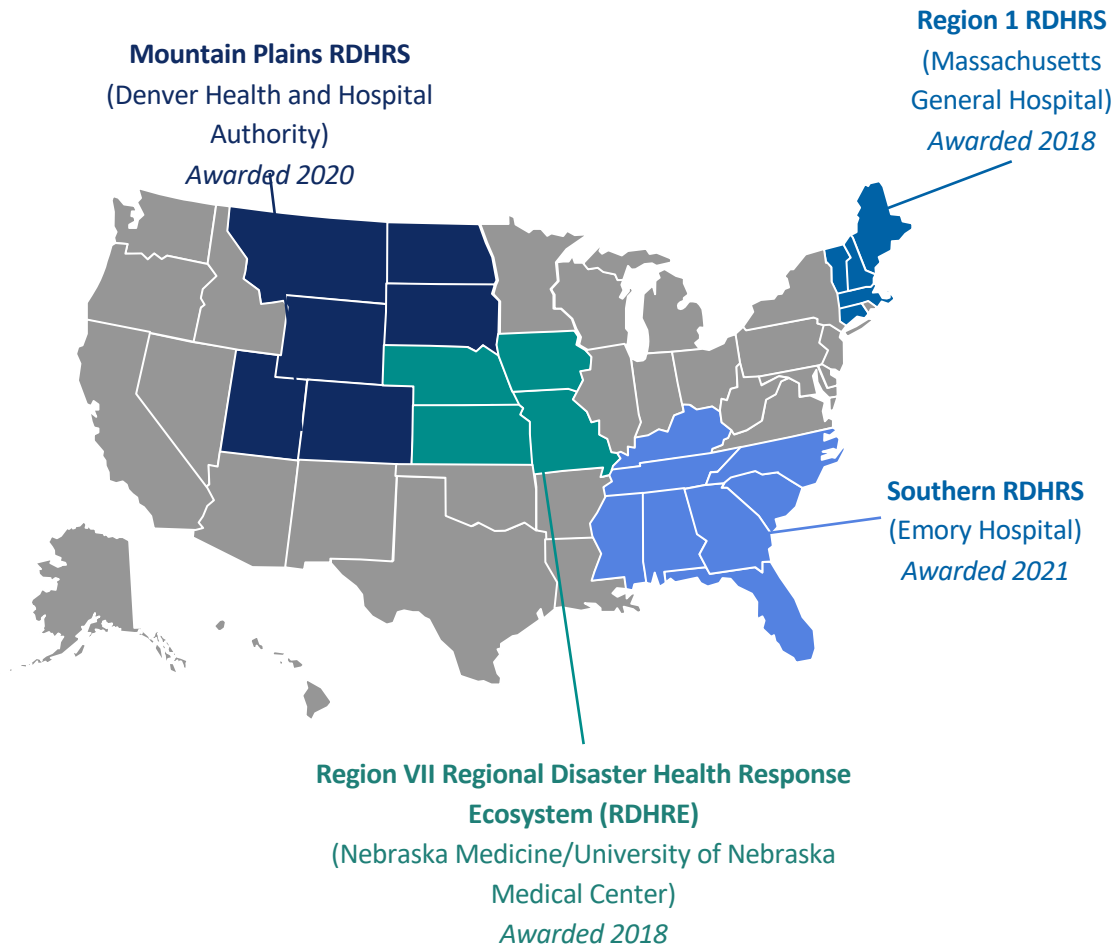 Mountain Plains RDHRS
(Denver Health and Hospital
Authority)
Awarded 2020
Region 1 RDHRS
(Massachusetts
General Hospital)
Awarded 2018
Southern RDHRS
(Emory Hospital)
Awarded 2021
Region VII Regional Disaster Health Response
Ecosystem (RDHRE)
(Nebraska Medicine/University of Nebraska
Medical Center)
Awarded 2018